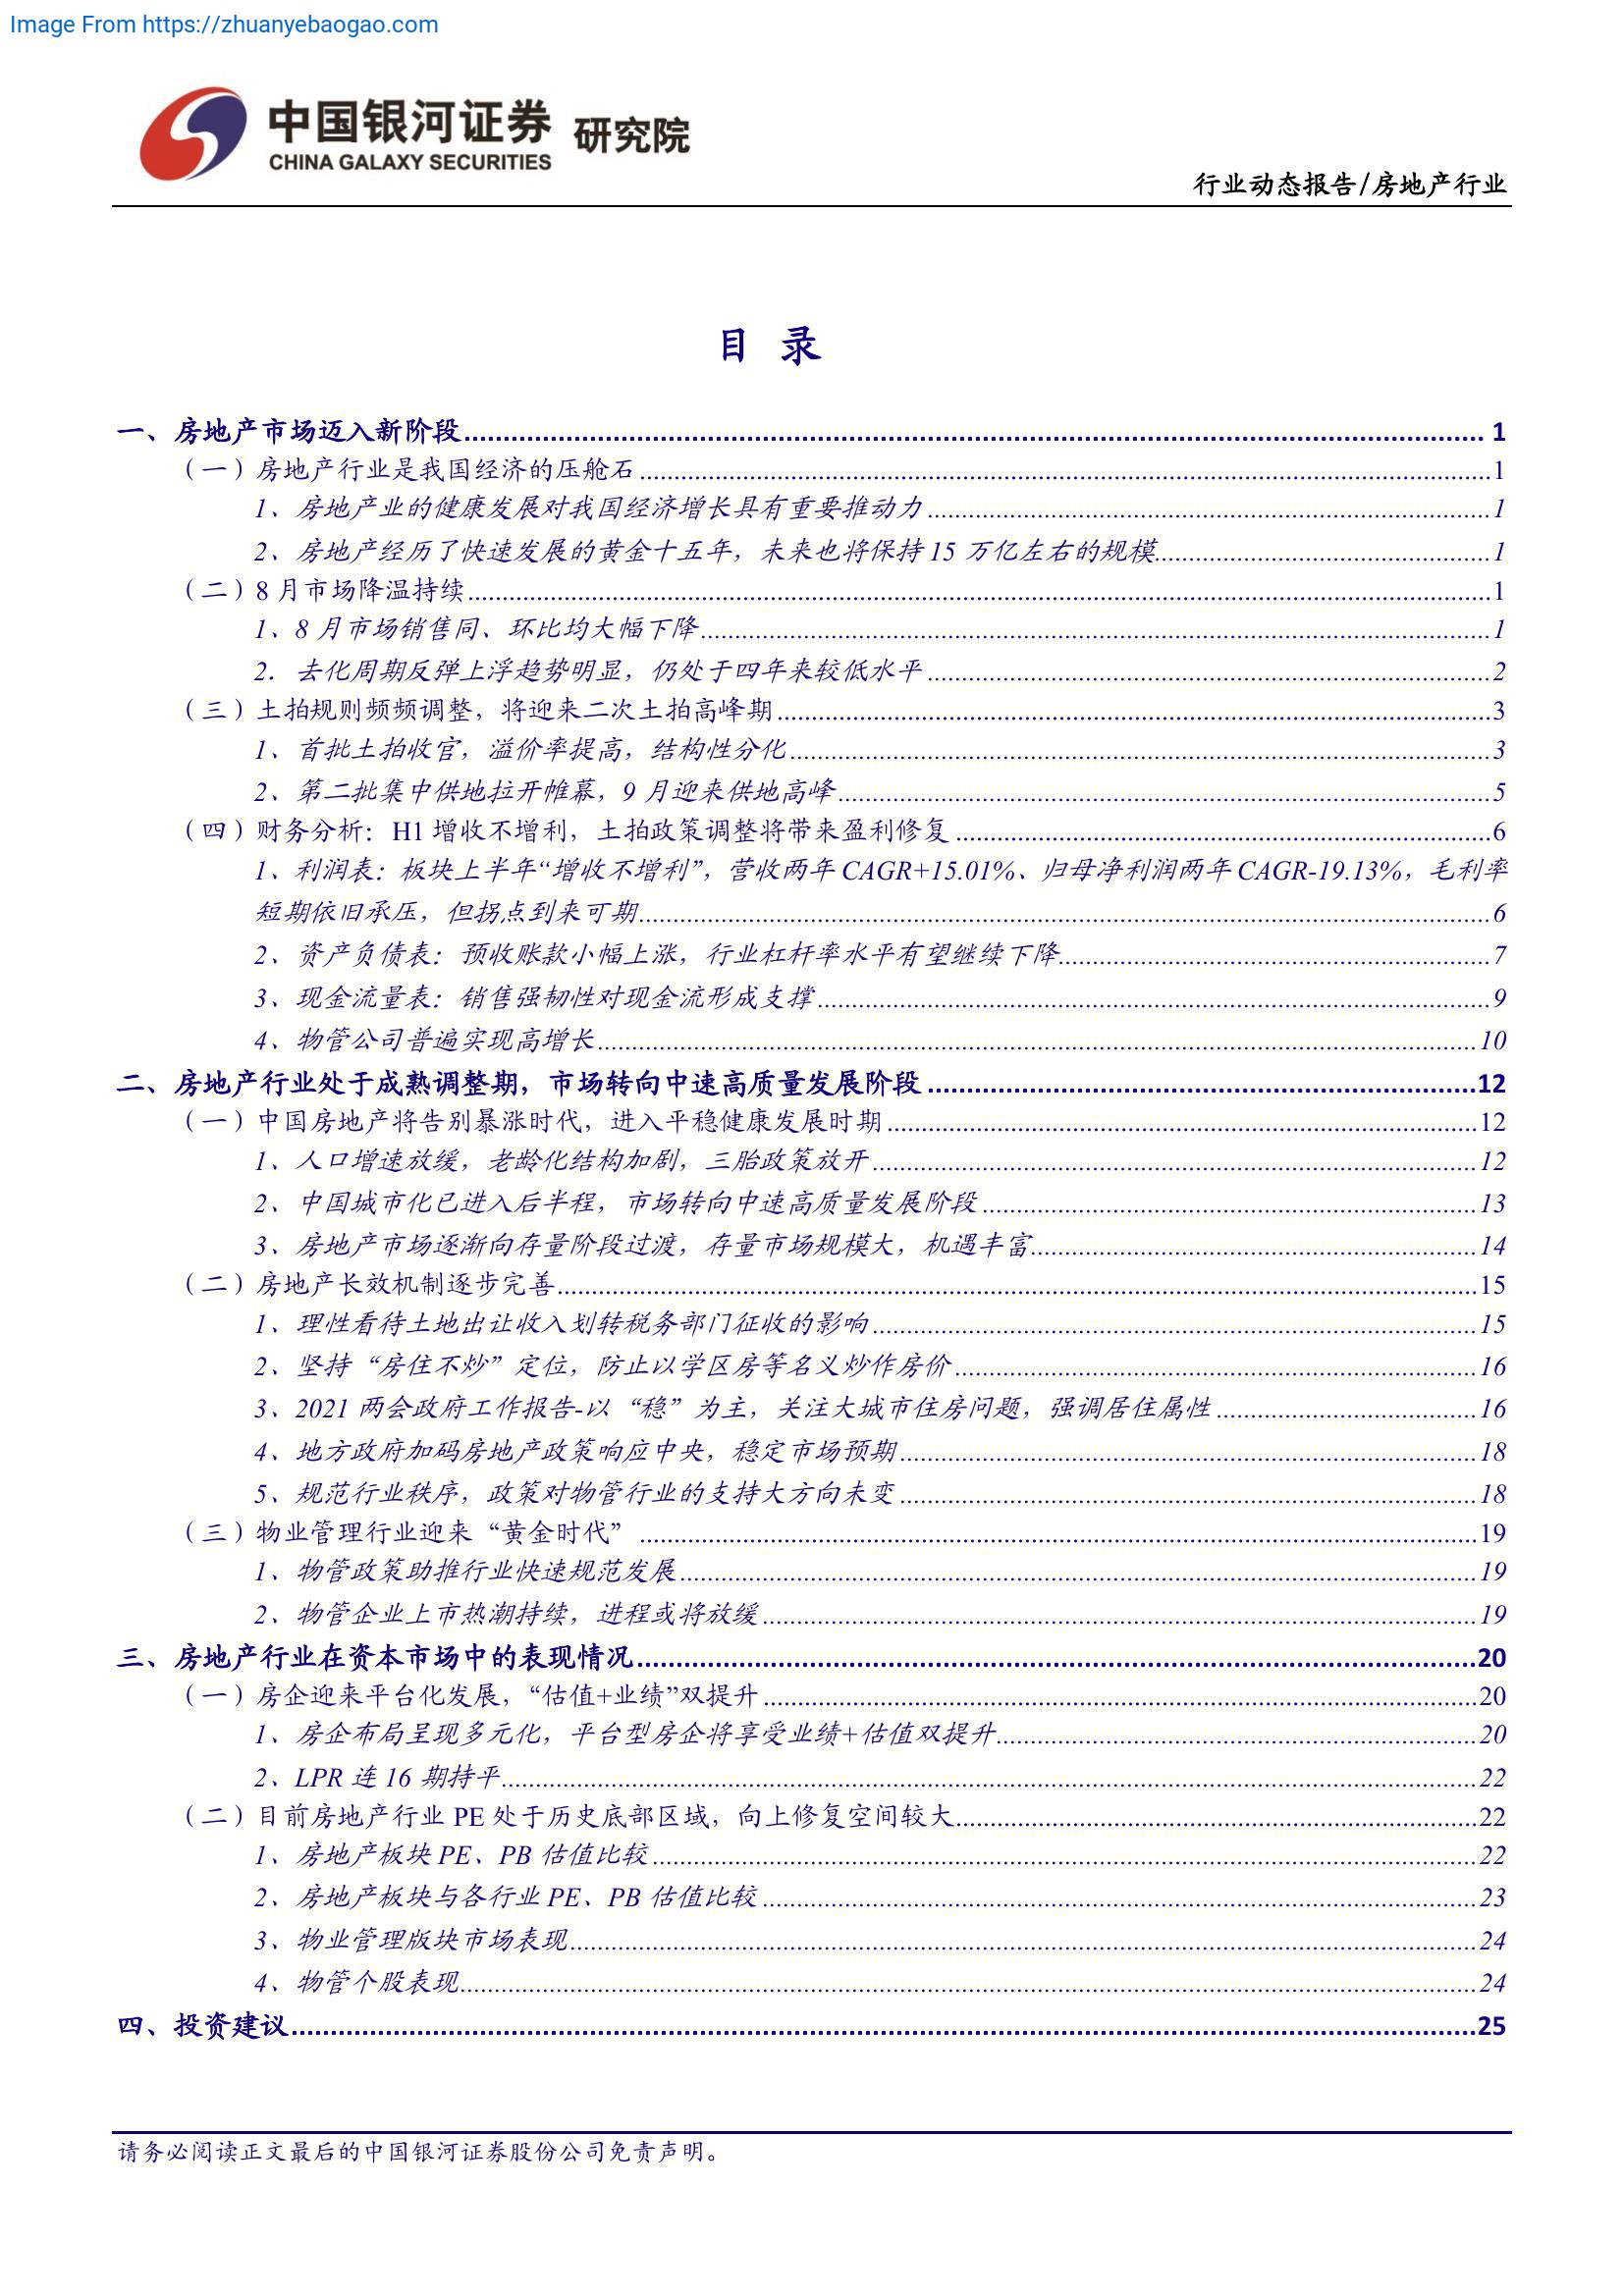 Image From https://zhuanyebaogao.com
中国银河证券 研究院
CHINA GALAXY SECURITIES
行业动态报告/房地产行业
目 录
一、房地产市场迈入新阶段........ 1
（一）房地产行业是我国经济的压舱石........1
1、房地产业的健康发展对我国经济增长具有重要推动力........1
2、房地产经历了快速发展的黄金十五年，未来也将保持 15 万亿左右的规模........1
（二）8 月市场降温持续........1
1、8 月市场销售同、环比均大幅下降........1
2．去化周期反弹上浮趋势明显，仍处于四年来较低水平........2
（三）土拍规则频频调整，将迎来二次土拍高峰期........3
1、首批土拍收官，溢价率提高，结构性分化........3
2、第二批集中供地拉开帷幕，9 月迎来供地高峰........5
（四）财务分析：H1 增收不增利，土拍政策调整将带来盈利修复........6
1、利润表：板块上半年“增收不增利”，营收两年 CAGR+15.01%、归母净利润两年 CAGR-19.13%，毛利率
短期依旧承压，但拐点到来可期........6
2、资产负债表：预收账款小幅上涨，行业杠杆率水平有望继续下降........7
3、现金流量表：销售强韧性对现金流形成支撑........9
4、物管公司普遍实现高增长........10
二、房地产行业处于成熟调整期，市场转向中速高质量发展阶段........12
（一）中国房地产将告别暴涨时代，进入平稳健康发展时期........12
1、人口增速放缓，老龄化结构加剧，三胎政策放开........12
2、中国城市化已进入后半程，市场转向中速高质量发展阶段........13
3、房地产市场逐渐向存量阶段过渡，存量市场规模大，机遇丰富........14
（二）房地产长效机制逐步完善........15
1、理性看待土地出让收入划转税务部门征收的影响........15
2、坚持“房住不炒”定位，防止以学区房等名义炒作房价........16
3、2021 两会政府工作报告-以“稳”为主，关注大城市住房问题，强调居住属性........16
4、地方政府加码房地产政策响应中央，稳定市场预期........18
5、规范行业秩序，政策对物管行业的支持大方向未变........18
（三）物业管理行业迎来“黄金时代”........19
1、物管政策助推行业快速规范发展........19
2、物管企业上市热潮持续，进程或将放缓........19
三、房地产行业在资本市场中的表现情况........20
（一）房企迎来平台化发展，“估值+业绩”双提升........20
1、房企布局呈现多元化，平台型房企将享受业绩+估值双提升........20
2、LPR 连 16 期持平........22
（二）目前房地产行业 PE 处于历史底部区域，向上修复空间较大........22
1、房地产板块 PE、PB 估值比较........22
2、房地产板块与各行业 PE、PB 估值比较........23
3、物业管理版块市场表现........24
4、物管个股表现........24
四、投资建议........25
请务必阅读正文最后的中国银河证券股份公司免责声明。